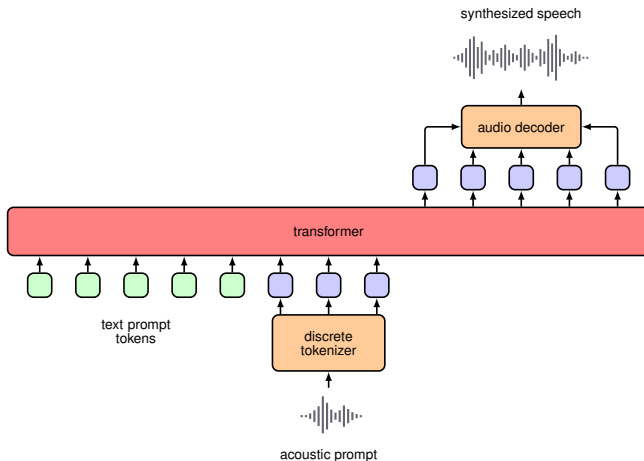 synthesized speech
audio decoder
transformer
text prompt
tokens
discrete
tokenizer
acoustic prompt